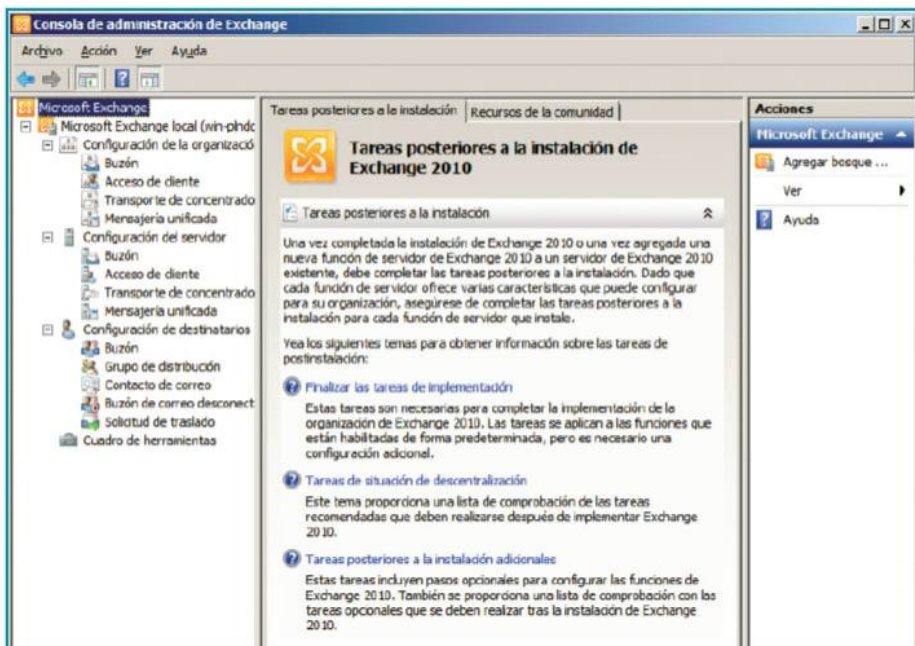 Consola de administración de Exchange
Archivo Acción Ver Ayuda
Microsoft Exchange
Microsoft Exchange local (win-plhdc
Configuración de la organizació
Buzón
Acceso de cliente
Transporte de concentrado
Mensajería unificada
Configuración del servidor
Buzón
Acceso de cliente
Transporte de concentrado
Mensajería unificada
Configuración de destinatarios
Buzón
Grupo de distribución
Contacto de correo
Buzón de correo desconect
Solicitud de traslado
Cuadro de herramientas
Tareas posteriores a la instalación
Recursos de la comunidad
Tareas posteriores a la instalación de
Exchange 2010
Tareas posteriores a la instalación
Una vez completada la instalación de Exchange 2010 o una vez agregada una
nueva función de servidor de Exchange 2010 a un servidor de Exchange 2010
existente, debe completar las tareas posteriores a la instalación. Dado que
cada función de servidor ofrece varias características que puede configurar
para su organización, asegúrese de completar las tareas posteriores a la
instalación para cada función de servidor que instale.
Vea los siguientes temas para obtener información sobre las tareas de
postinstalación:
Finalizar las tareas de implementación
Estas tareas son necesarias para completar la implementación de la
organización de Exchange 2010. Las tareas se aplican a las funciones que
están habilitadas de forma predeterminada, pero es necesario una
configuración adicional.
Tareas de situación de descentralización
Este tema proporciona una lista de comprobación de las tareas
recomendadas que deben realizarse después de implementar Exchange
2010.
Tareas posteriores a la instalación adicionales
Estas tareas incluyen pasos opcionales para configurar las funciones de
Exchange 2010. También se proporciona una lista de comprobación con las
tareas opcionales que se deben realizar tras la instalación de Exchange
2010.
Acciones
Microsoft Exchange
Agregar bosque ...
Ver
Ayuda